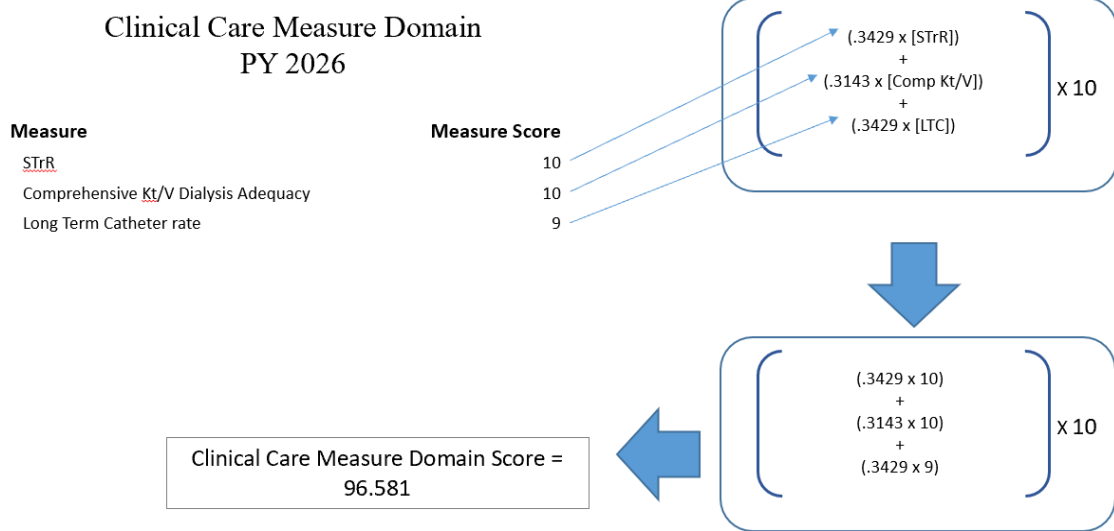 Clinical Care Measure Domain
PY 2026
Measure Measure Score
STrR 10
Comprehensive Kt/V Dialysis Adequacy 10
Long Term Catheter rate 9
(.3429 x [STrR])
+
(.3143 x [Comp Kt/V])
+
(.3429 x [LTC])
X 10
(.3429 x 10)
+
(.3143 x 10)
+
(.3429 x 9)
X 10
Clinical Care Measure Domain Score =
96.581